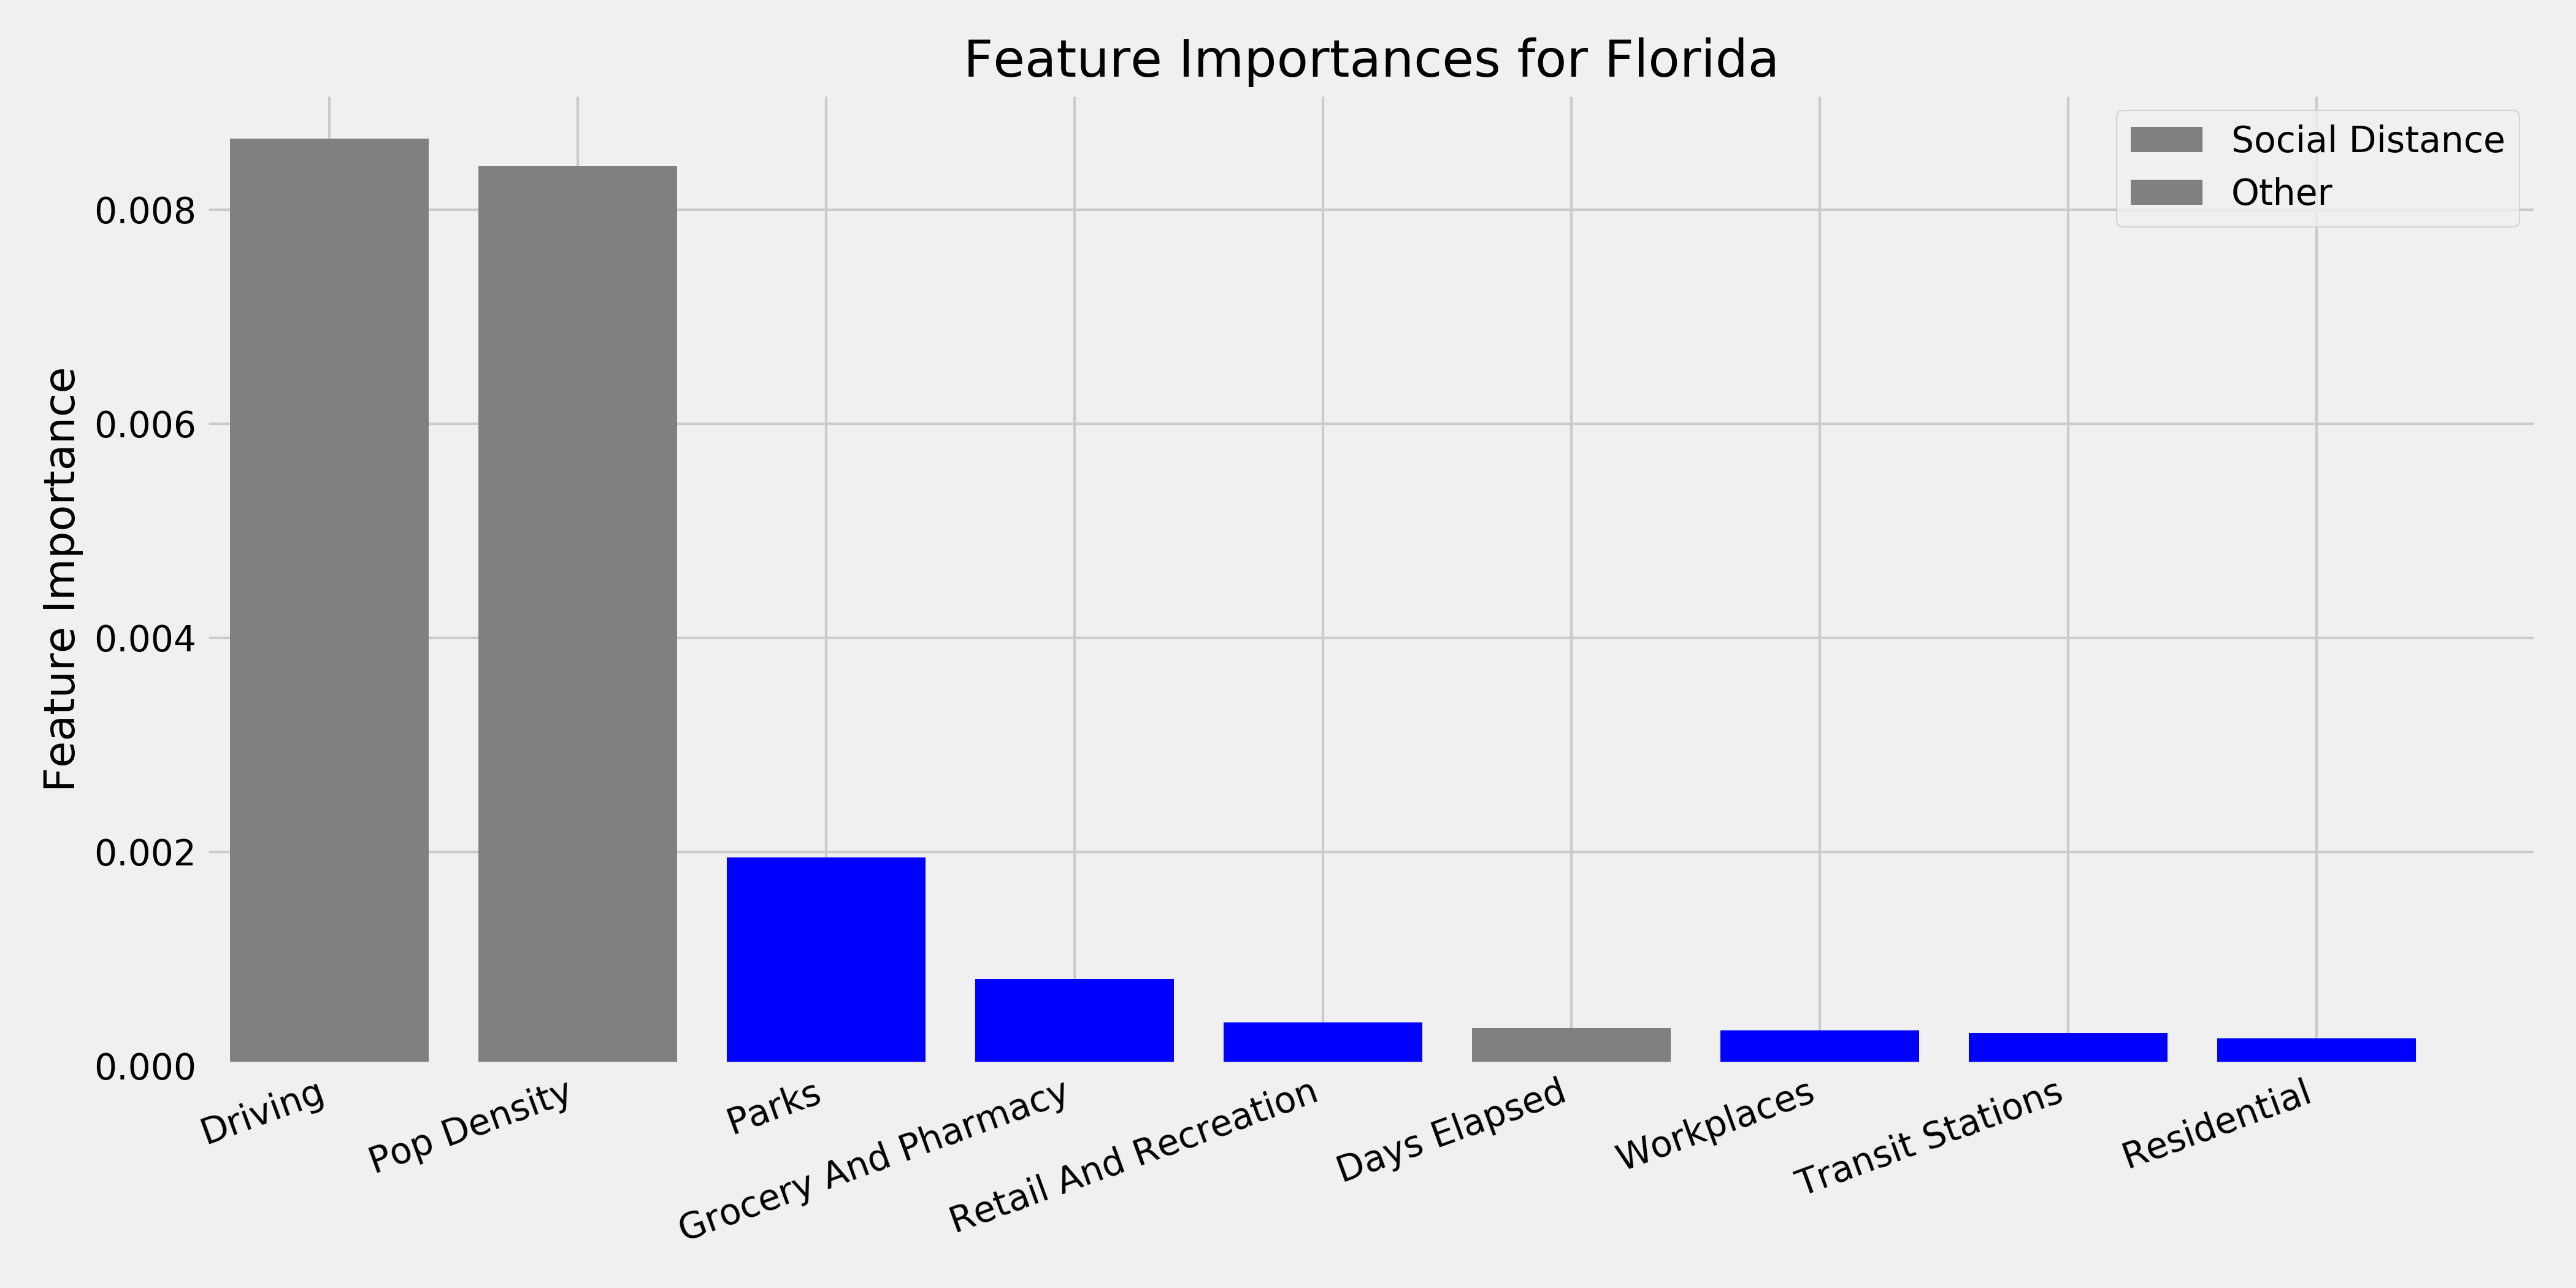 Feature Importances for Florida
Social Distance
Other
Feature Importance
0.008
0.006
0.004
0.002
0.000
Driving
Pop Density
Parks
Grocery And Pharmacy
Retail And Recreation
Days Elapsed
Workplaces
Transit Stations
Residential